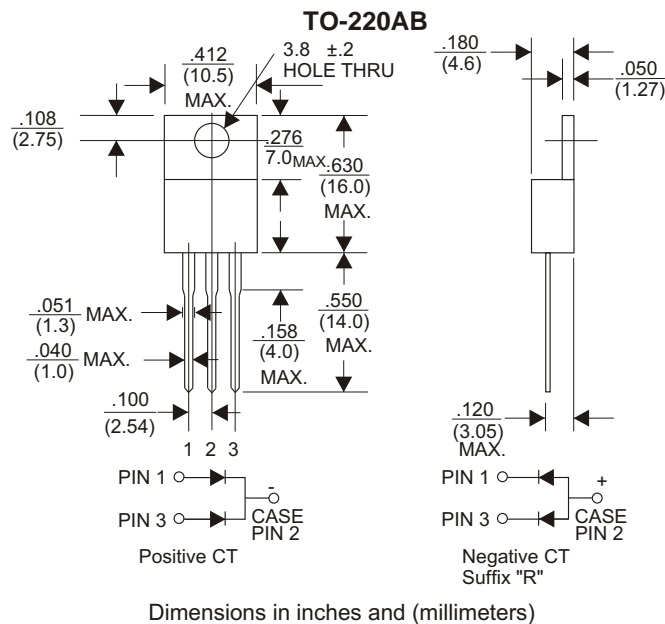 TO-220AB
.412
(10.5)
MAX.
3.8 ±.2
HOLE THRU
.180
(4.6)
.050
(1.27)
.108
(2.75)
.276
7.0MAX.
.630
(16.0)
MAX.
.051
(1.3) MAX.
.040
(1.0) MAX.
.158
(4.0)
MAX.
.550
(14.0)
MAX.
.100
(2.54)
.120
(3.05)
MAX.
1 2 3
PIN 1
-
PIN 3
CASE
PIN 2
Positive CT
PIN 1
+
PIN 3
CASE
PIN 2
Negative CT
Suffix "R"
Dimensions in inches and (millimeters)